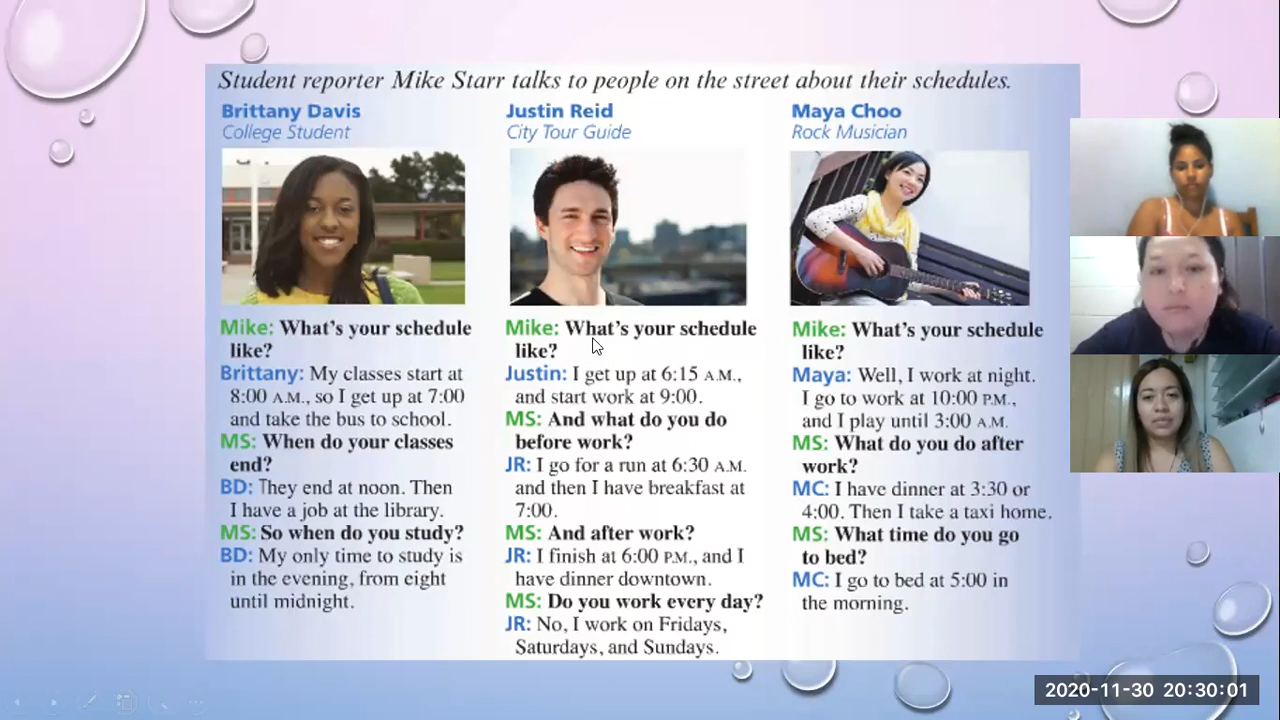 Student reporter Mike Starr talks to people on the street about their schedules.
Brittany Davis
College Student
Mike: What's your schedule
like?
Brittany: My classes start at
8:00 A.M., so I get up at 7:00
and take the bus to school.
MS: When do your classes
end?
BD: They end at noon. Then
I have a job at the library.
MS: So when do you study?
BD: My only time to study is
in the evening, from eight
until midnight.
Justin Reid
City Tour Guide
Mike: What's your schedule
like?
Justin: I get up at 6:15 A.M.,
and start work at 9:00.
MS: And what do you do
before work?
JR: I go for a run at 6:30 A.M.
and then I have breakfast at
7:00.
MS: And after work?
JR: I finish at 6:00 P.M., and I
have dinner downtown.
MS: Do you work every day?
JR: No, I work on Fridays,
Saturdays, and Sundays.
Maya Choo
Rock Musician
Mike: What's your schedule
like?
Maya: Well, I work at night.
I go to work at 10:00 P.M.,
and I play until 3:00 A.M.
MS: What do you do after
work?
MC: I have dinner at 3:30 or
4:00. Then I take a taxi home.
MS: What time do you go
to bed?
MC: I go to bed at 5:00 in
the morning.
2020-11-30 20:30:01